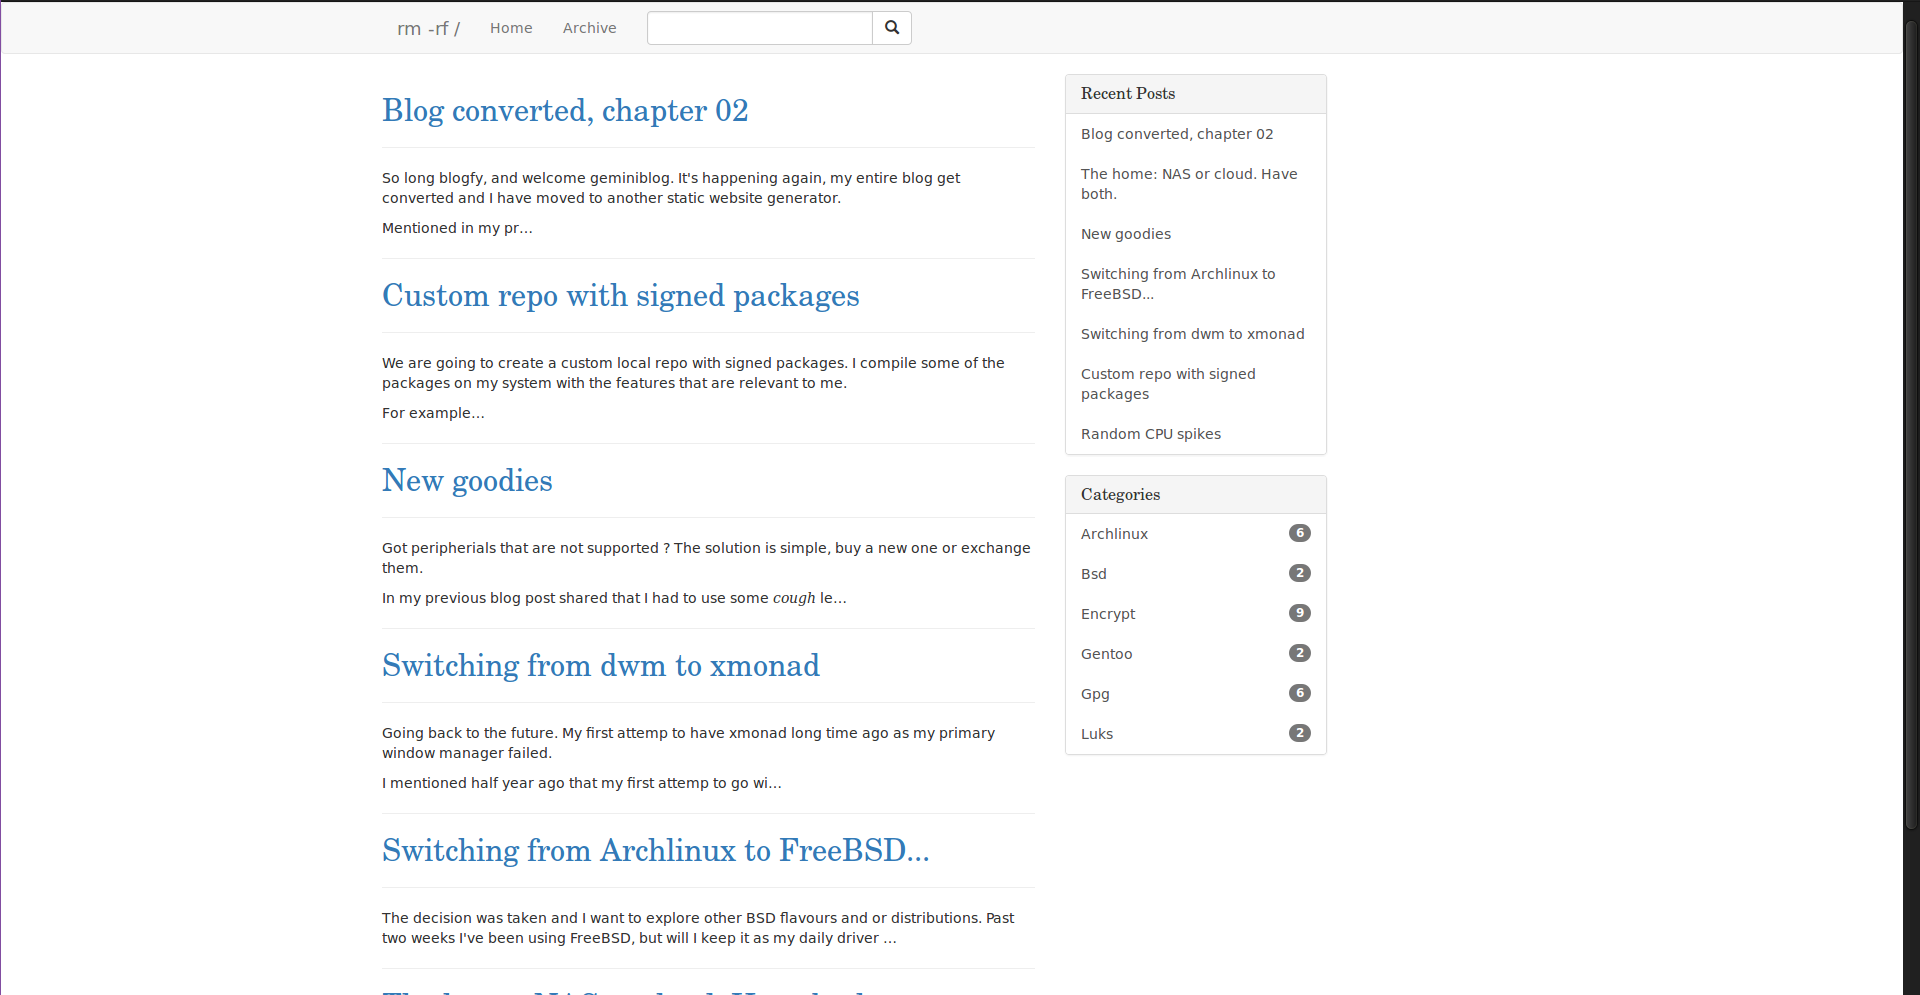 rm -rf /
Home
Archive
Blog converted, chapter 02
So long blogfy, and welcome geminiblog. It's happening again, my entire blog get
converted and I have moved to another static website generator.
Mentioned in my pr...
Custom repo with signed packages
We are going to create a custom local repo with signed packages. I compile some of the
packages on my system with the features that are relevant to me.
For example...
New goodies
Got peripherials that are not supported ? The solution is simple, buy a new one or exchange
them.
In my previous blog post shared that I had to use some cough le...
Switching from dwm to xmonad
Going back to the future. My first attemp to have xmonad long time ago as my primary
window manager failed.
I mentioned half year ago that my first attemp to go wi...
Switching from Archlinux to FreeBSD...
The decision was taken and I want to explore other BSD flavours and or distributions. Past
two weeks I've been using FreeBSD, but will I keep it as my daily driver ...
Recent Posts
Blog converted, chapter 02
The home: NAS or cloud. Have
both.
New goodies
Switching from Archlinux to
FreeBSD...
Switching from dwm to xmonad
Custom repo with signed
packages
Random CPU spikes
Categories
Archlinux 6
Bsd 2
Encrypt 9
Gentoo 2
Gpg 6
Luks 2